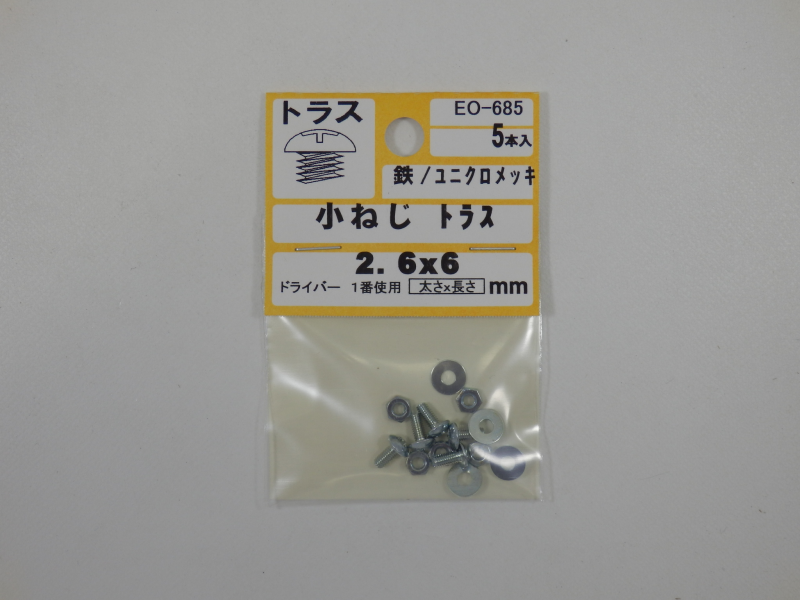 トラス
EO-685
5本入
鉄/ユニクロメッキ
小ねじ トラス
2.6x6
ドライバー 1番使用 太さx長さ mm